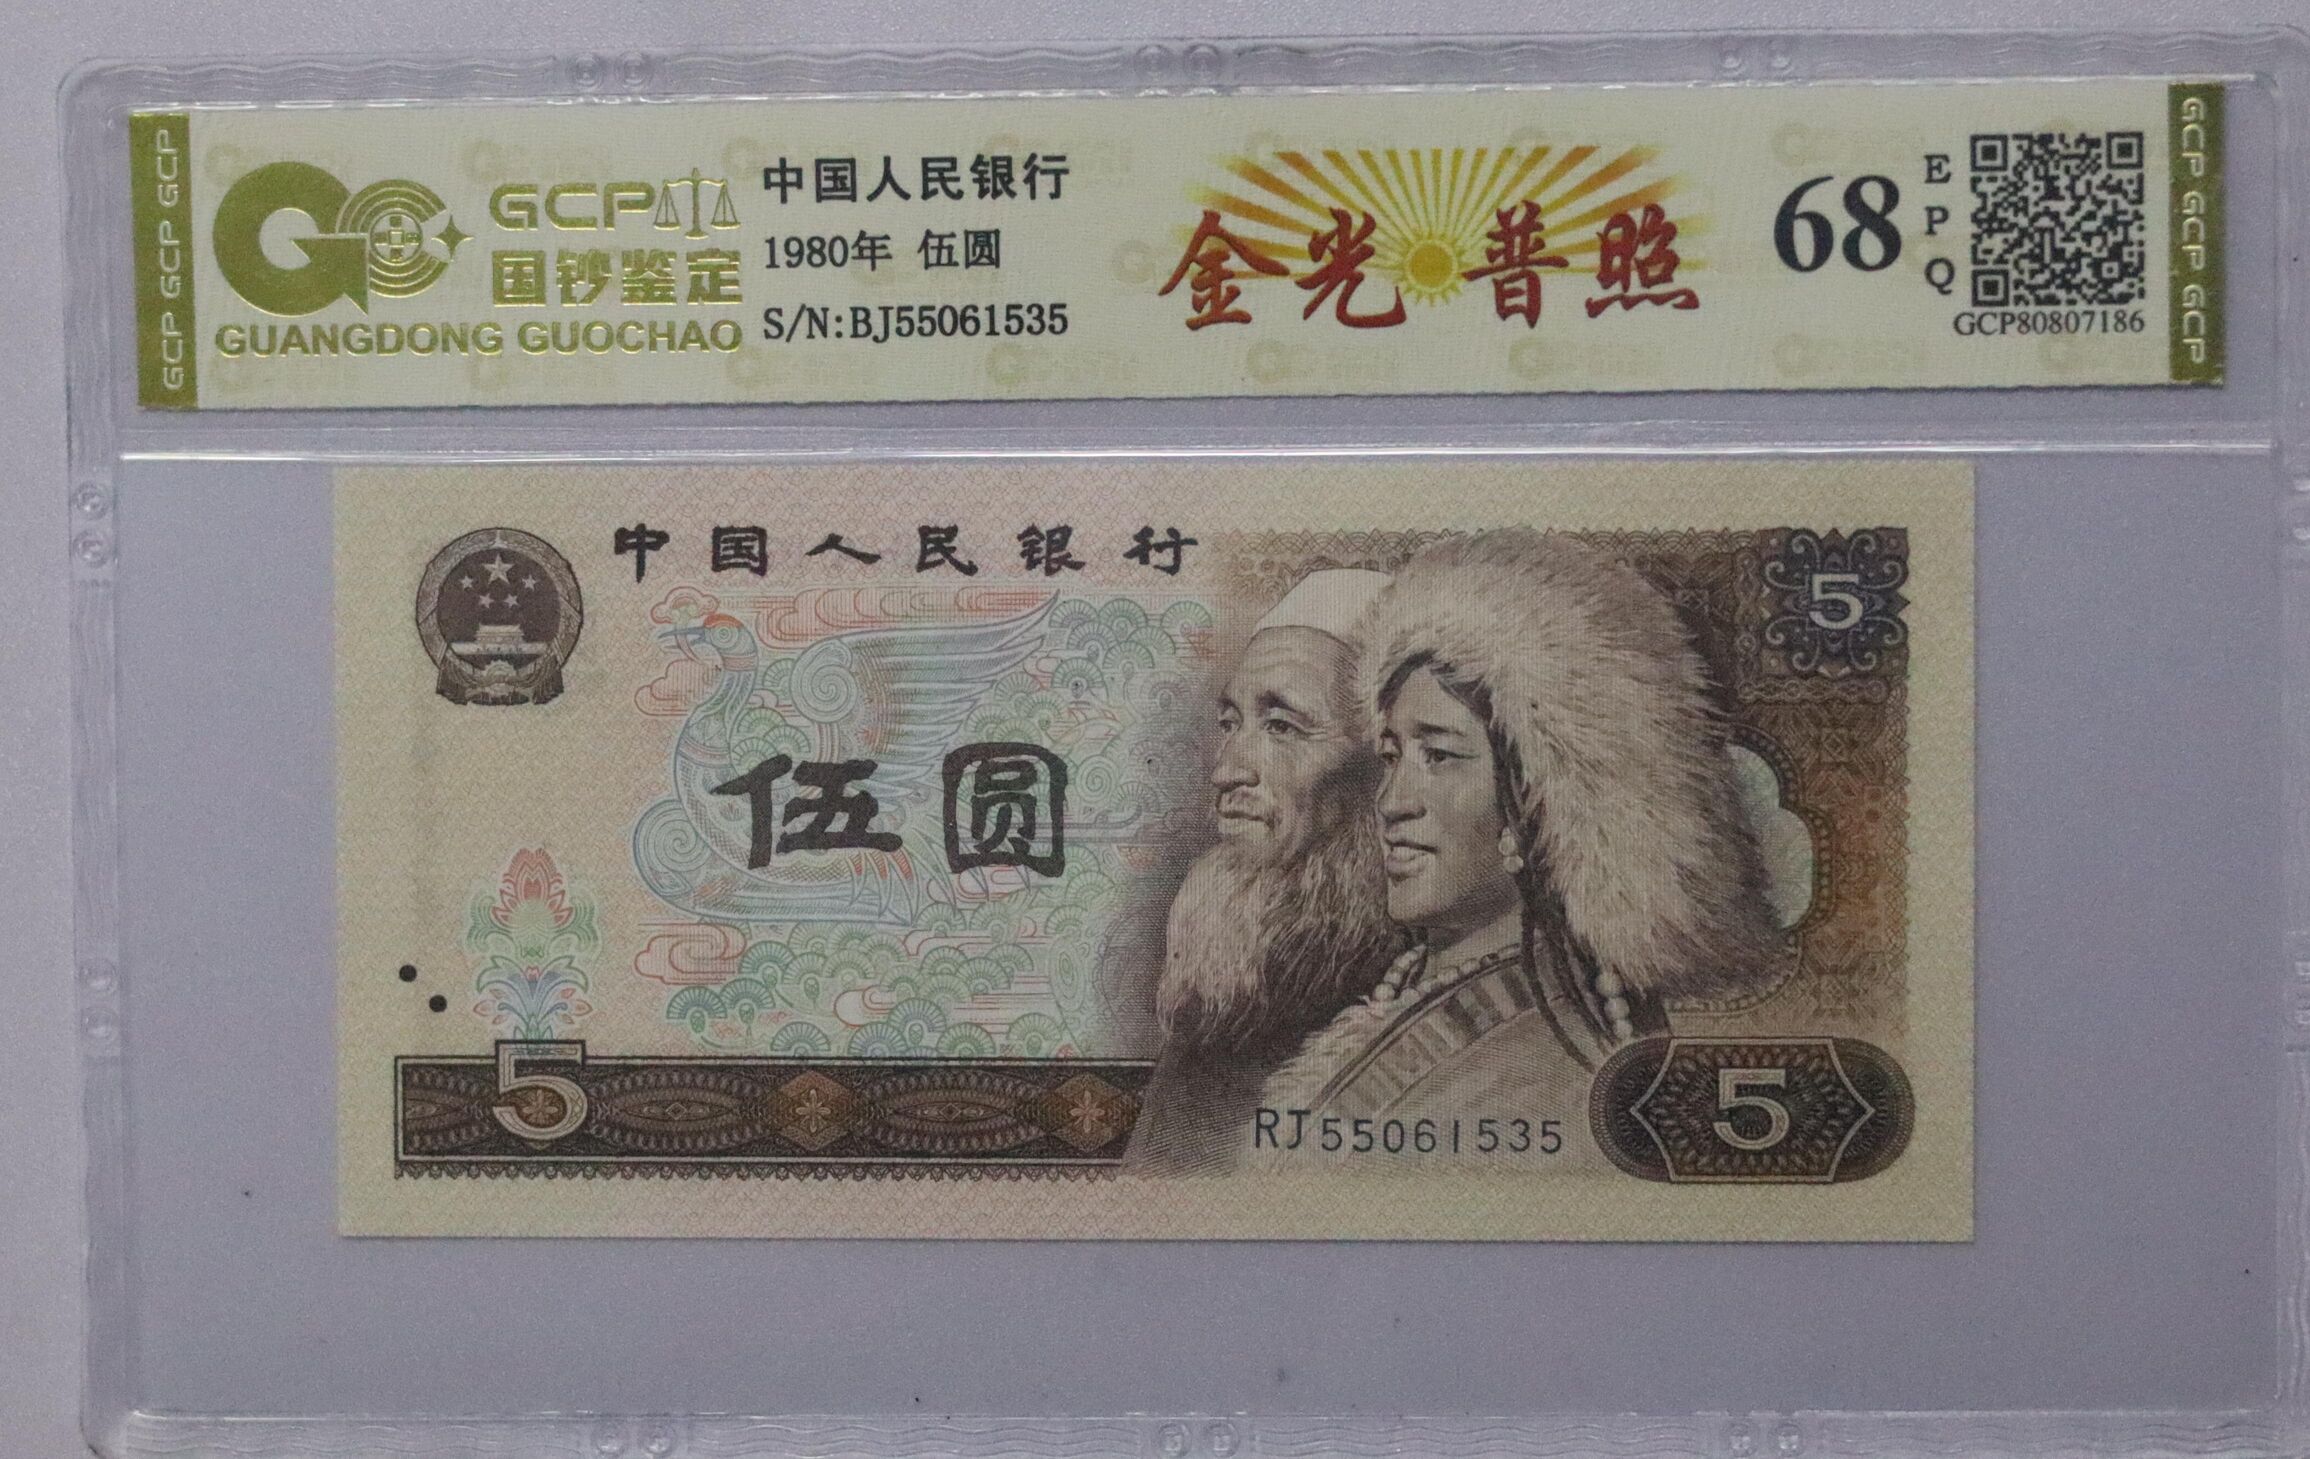 GCP GCP GCP
GCP
国钞鉴定
GUANGDONG GUOCHAO
中国人民银行
1980年 伍圆
S/N:BJ55061535
金光普照
68
EPQ
GCP80807186
GCP GCP GCP
中国人民银行
5
伍圆
5
RJ55061535
5